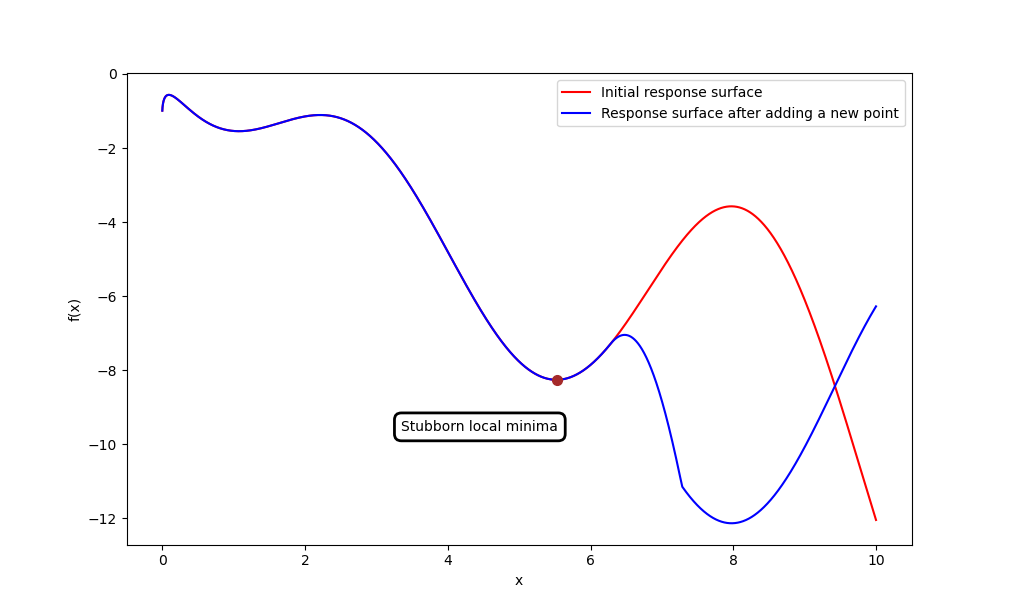 Initial response surface
Response surface after adding a new point
0
−2
−4
−6
−8
−10
−12
f(x)
Stubborn local minima
0 2 4 6 8 10
x